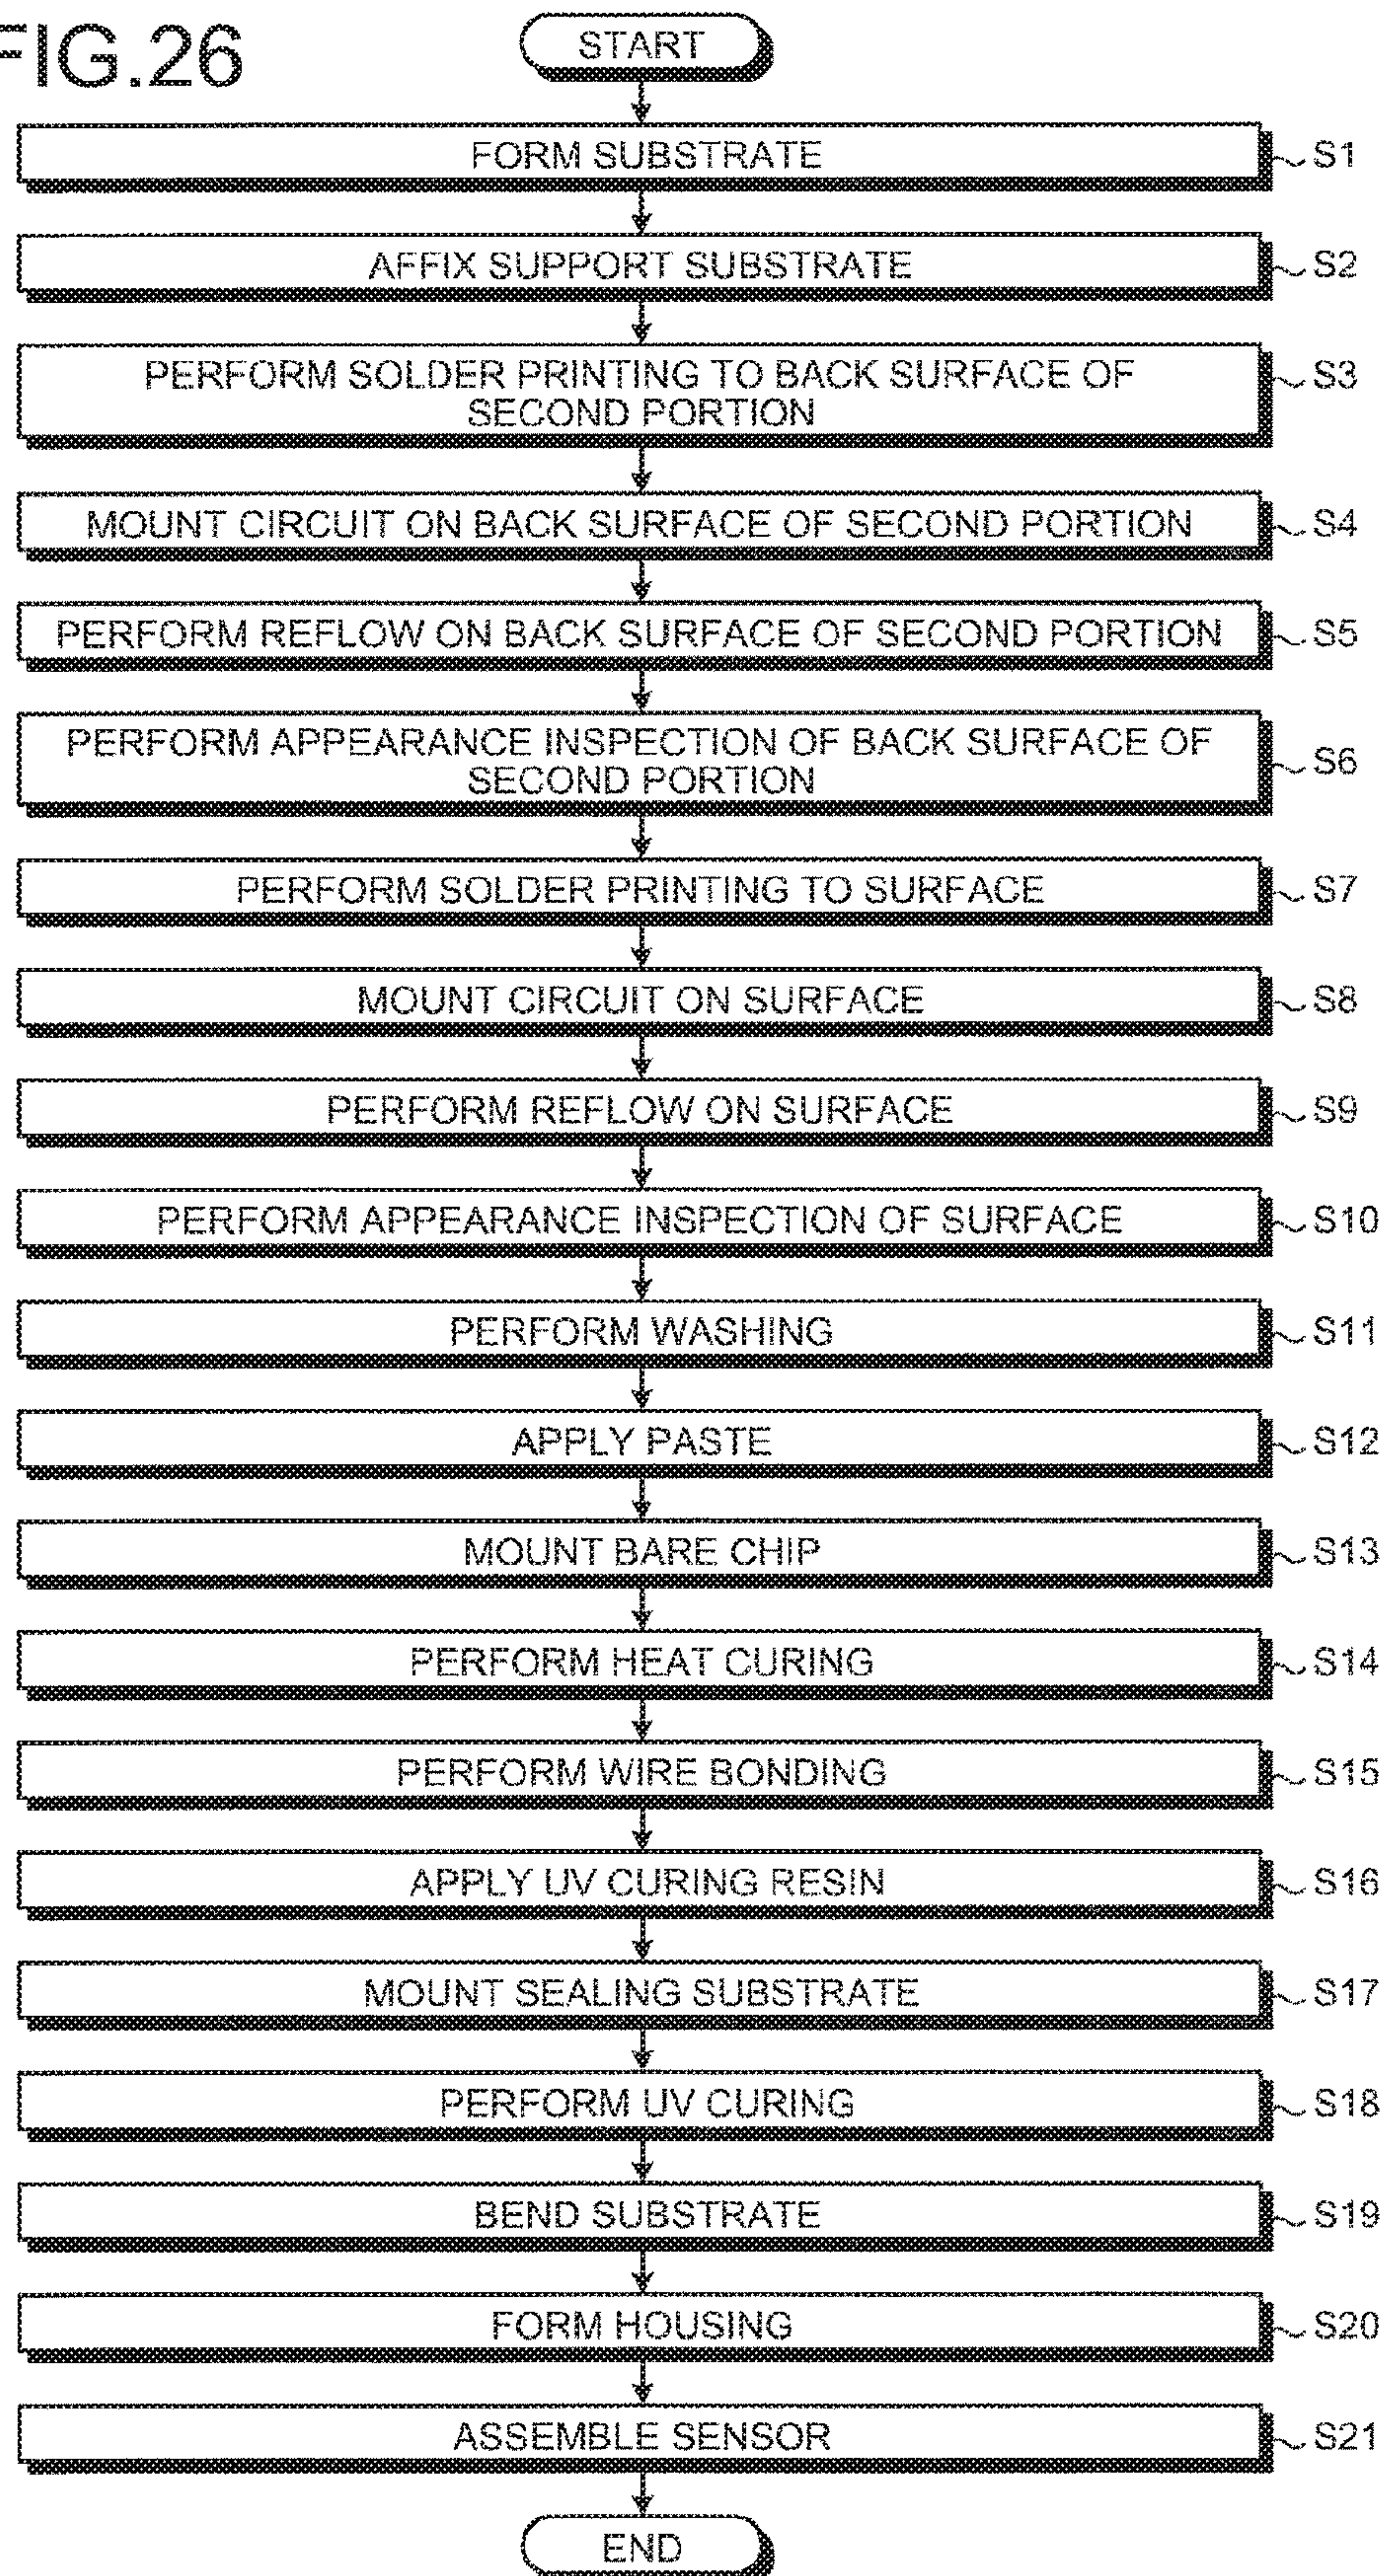 FIG.26
START
FORM SUBSTRATE
S1
AFFIX SUPPORT SUBSTRATE
S2
PERFORM SOLDER PRINTING TO BACK SURFACE OF
SECOND PORTION
S3
MOUNT CIRCUIT ON BACK SURFACE OF SECOND PORTION
S4
PERFORM REFLOW ON BACK SURFACE OF SECOND PORTION
S5
PERFORM APPEARANCE INSPECTION OF BACK SURFACE OF
SECOND PORTION
S6
PERFORM SOLDER PRINTING TO SURFACE
S7
MOUNT CIRCUIT ON SURFACE
S8
PERFORM REFLOW ON SURFACE
S9
PERFORM APPEARANCE INSPECTION OF SURFACE
S10
PERFORM WASHING
S11
APPLY PASTE
S12
MOUNT BARE CHIP
S13
PERFORM HEAT CURING
S14
PERFORM WIRE BONDING
S15
APPLY UV CURING RESIN
S16
MOUNT SEALING SUBSTRATE
S17
PERFORM UV CURING
S18
BEND SUBSTRATE
S19
FORM HOUSING
S20
ASSEMBLE SENSOR
S21
END